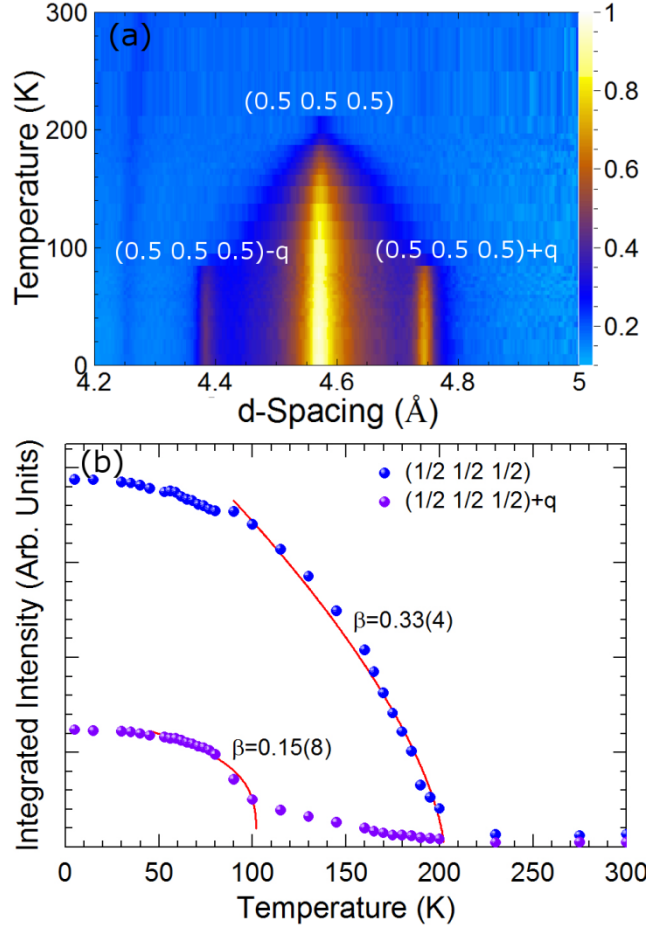 (a)
300
200
100
0
Temperature (K)
(0.5 0.5 0.5)
(0.5 0.5 0.5)-q
(0.5 0.5 0.5)+q
4.2 4.4 4.6 4.8 5
d-Spacing (Å)
1
0.8
0.6
0.4
0.2
(b)
Integrated Intensity (Arb. Units)
(1/2 1/2 1/2)
(1/2 1/2 1/2)+q
β=0.33(4)
β=0.15(8)
0 50 100 150 200 250 300
Temperature (K)